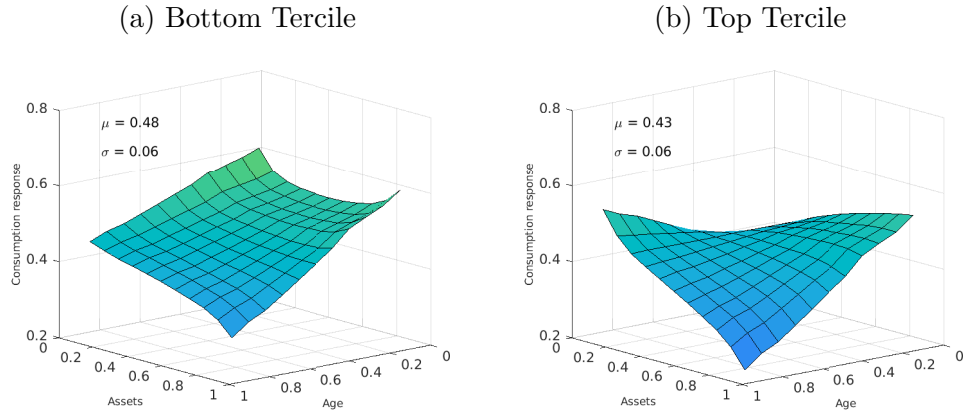 (a) Bottom Tercile
0.8
0.6
0.4
0.2
Consumption response
μ = 0.48
σ = 0.06
0
0.2
0.4
0.6
0.8
1
Assets
1
0.8
0.6
0.4
0.2
0
Age
(b) Top Tercile
0.8
0.6
0.4
0.2
Consumption response
μ = 0.43
σ = 0.06
0
0.2
0.4
0.6
0.8
1
Assets
1
0.8
0.6
0.4
0.2
0
Age